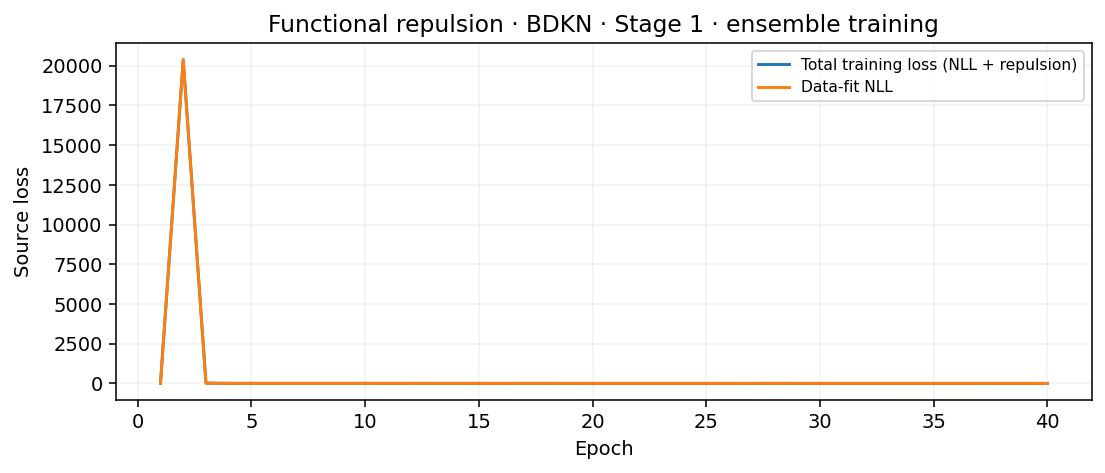 Functional repulsion · BDKN · Stage 1 · ensemble training
Total training loss (NLL + repulsion)
Data-fit NLL
Source loss
20000
17500
15000
12500
10000
7500
5000
2500
0
0 5 10 15 20 25 30 35 40
Epoch